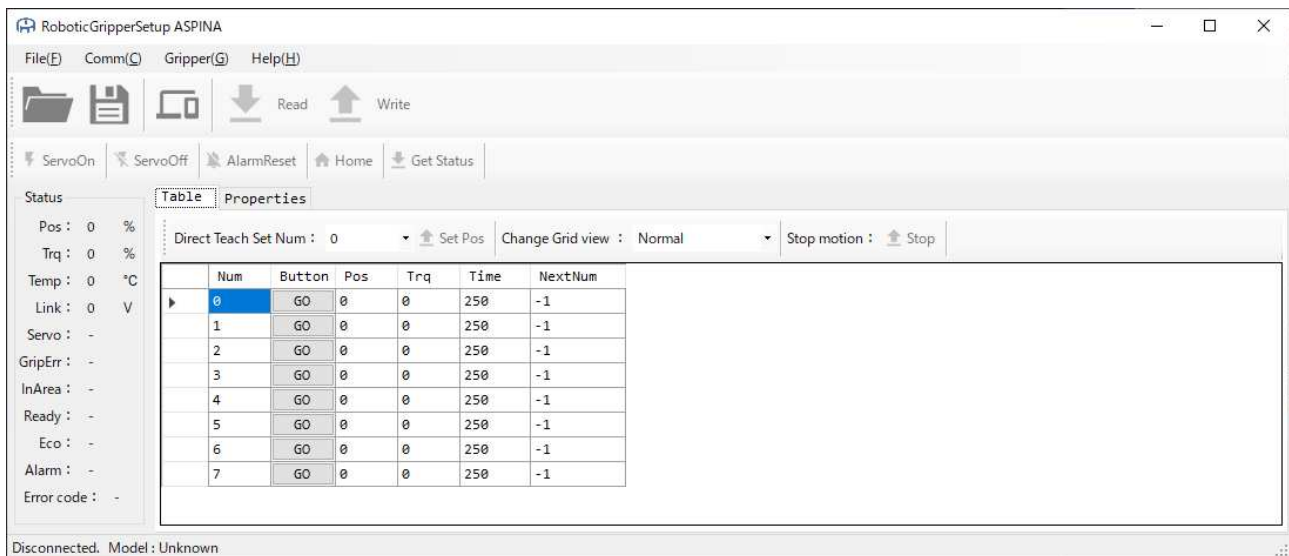 RoboticGripperSetup ASPINA
File(F) Comm(C) Gripper(G) Help(H)
Read Write
ServoOn ServoOff AlarmReset Home Get Status
Status
Pos： 0 %
Trq： 0 %
Temp： 0 °C
Link： 0 V
Servo： -
GripErr： -
InArea： -
Ready： -
Eco： -
Alarm： -
Error code： -
Table Properties
Direct Teach Set Num： 0 Set Pos Change Grid view ： Normal Stop motion： Stop
Num Button Pos Trq Time NextNum
0 GO 0 0 250 -1
1 GO 0 0 250 -1
2 GO 0 0 250 -1
3 GO 0 0 250 -1
4 GO 0 0 250 -1
5 GO 0 0 250 -1
6 GO 0 0 250 -1
7 GO 0 0 250 -1
Disconnected. Model : Unknown